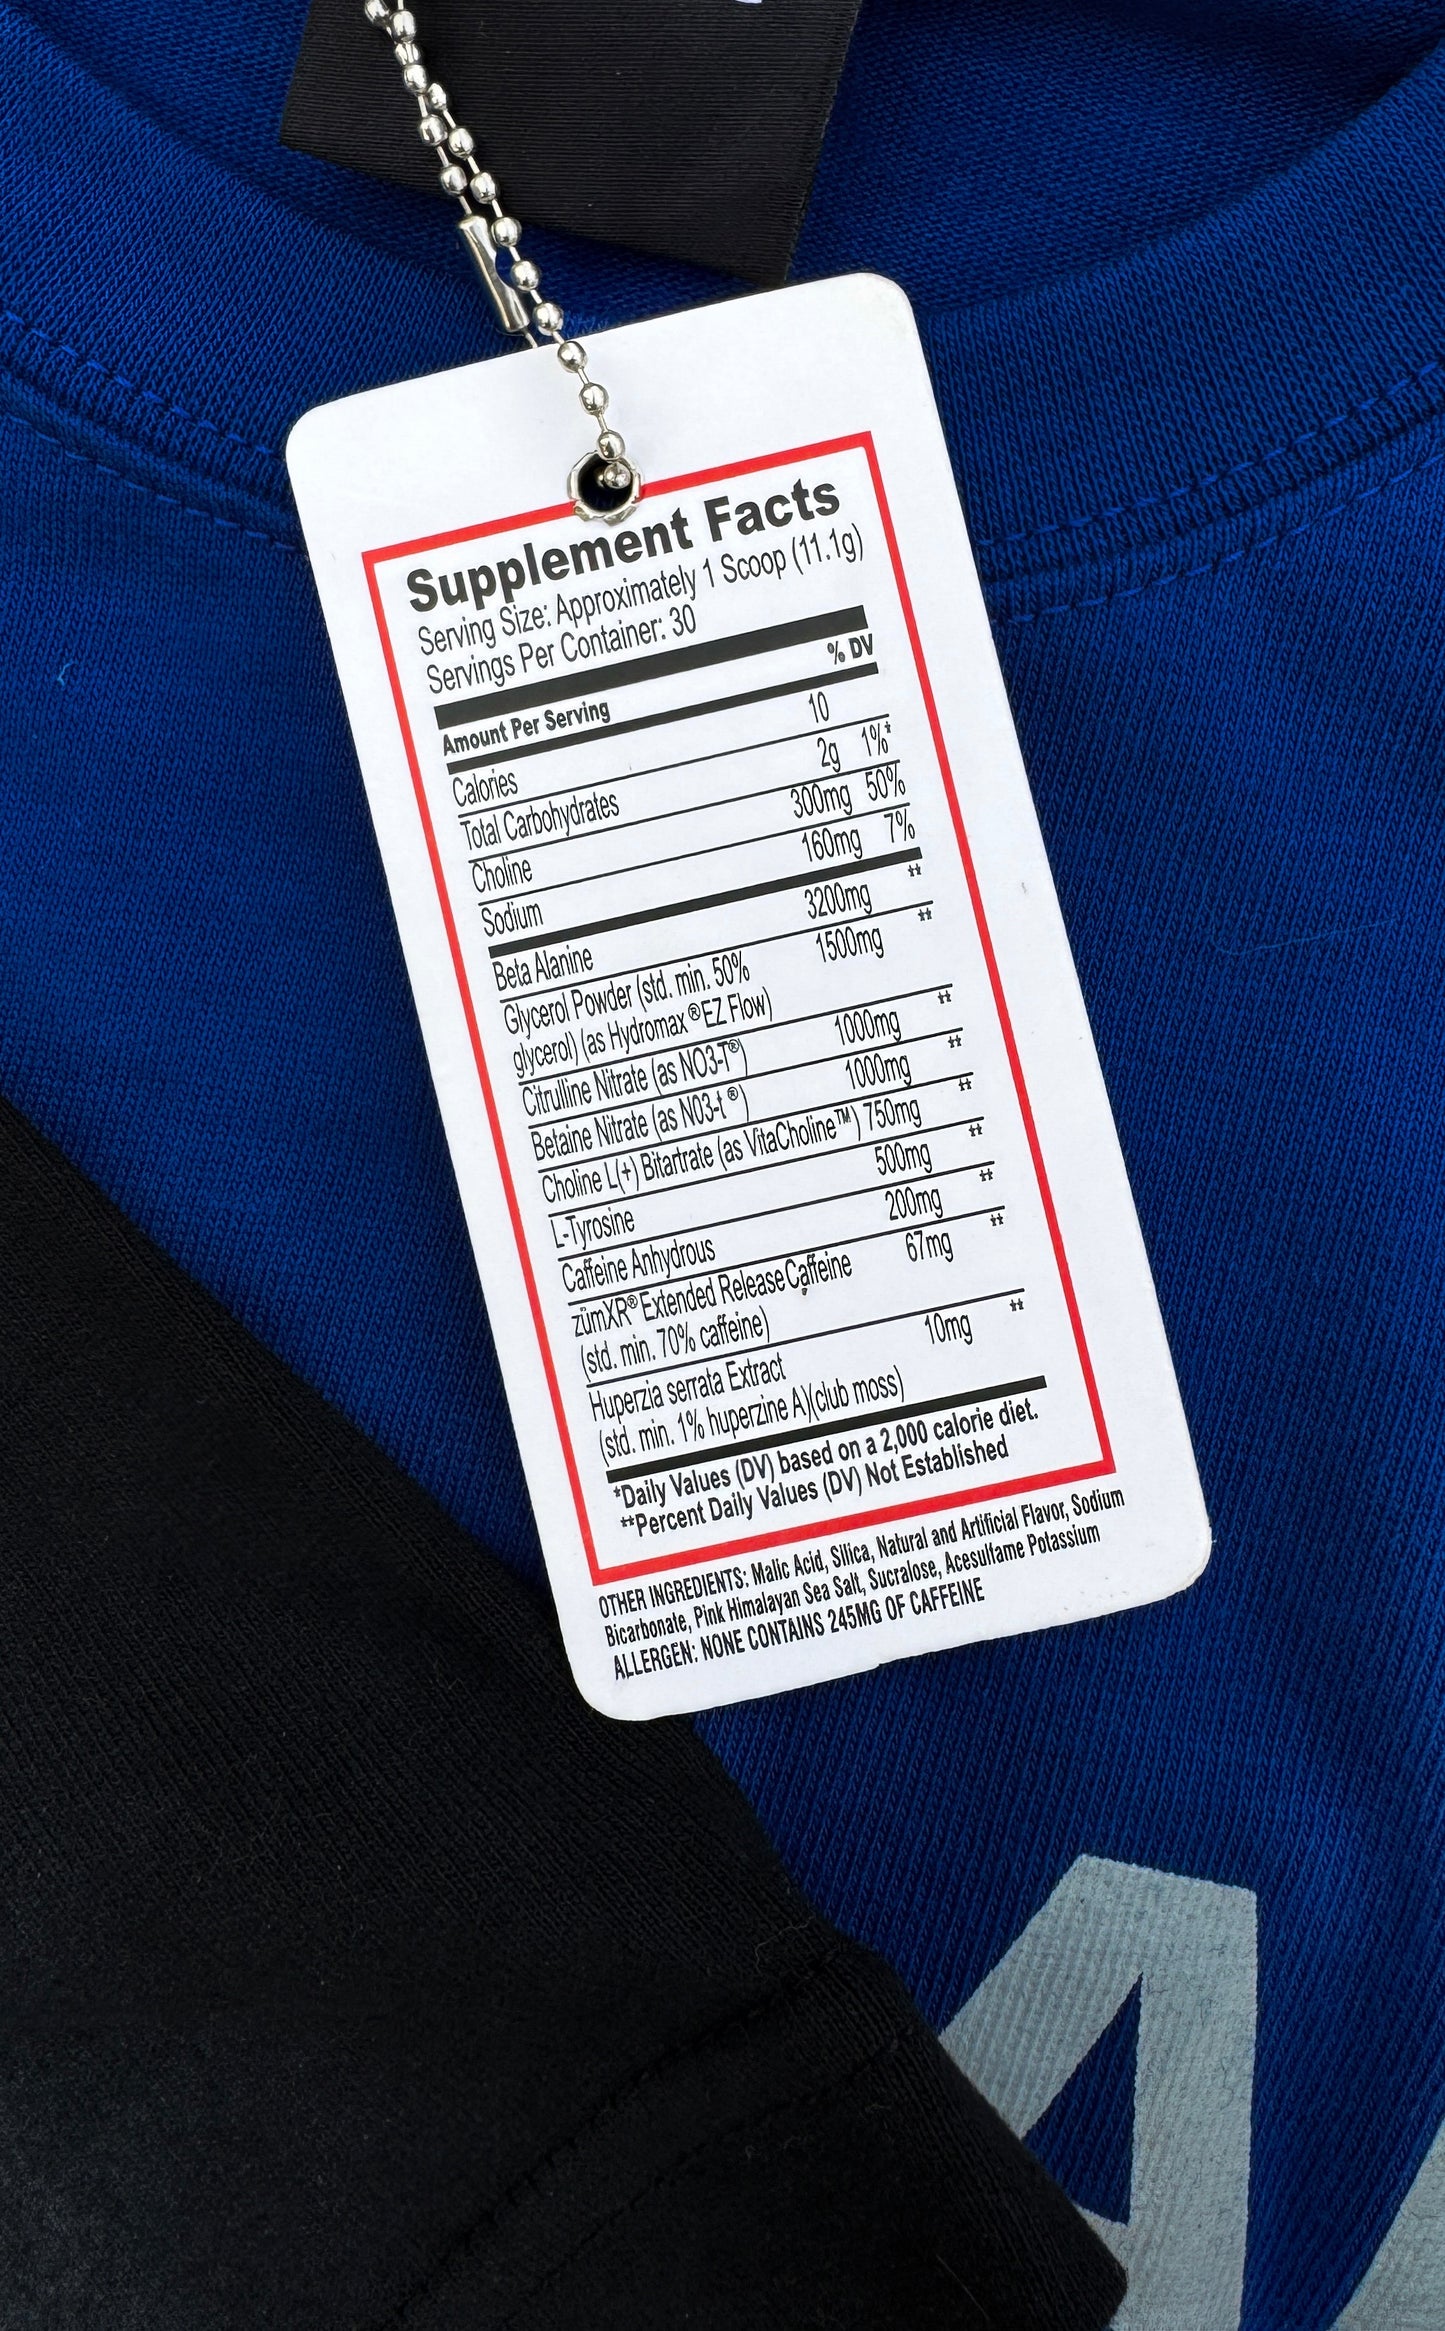 Supplement Facts
Serving Size: Approximately 1 Scoop (11.1g)
Servings Per Container: 30
Amount Per Serving % DV
Calories 10
Total Carbohydrates 2g 1%*
Choline 300mg 50%
Sodium 160mg 7%
Beta Alanine 3200mg **
Glycerol Powder (std. min. 50% 1500mg **
glycerol) (as Hydromax® EZ Flow)
Citrulline Nitrate (as NO3-T®) 1000mg **
Betaine Nitrate (as N03-t ®) 1000mg **
Choline L(+) Bitartrate (as VitaCholine™) 750mg **
L-Tyrosine 500mg **
Caffeine Anhydrous 200mg **
zümXR® Extended Release Caffeine 67mg **
(std. min. 70% caffeine)
Huperzia serrata Extract 10mg **
(std. min. 1% huperzine A)(club moss)
*Daily Values (DV) based on a 2,000 calorie diet.
**Percent Daily Values (DV) Not Established
OTHER INGREDIENTS: Malic Acid, Silica, Natural and Artificial Flavor, Sodium
Bicarbonate, Pink Himalayan Sea Salt, Sucralose, Acesulfame Potassium
ALLERGEN: NONE CONTAINS 245MG OF CAFFEINE